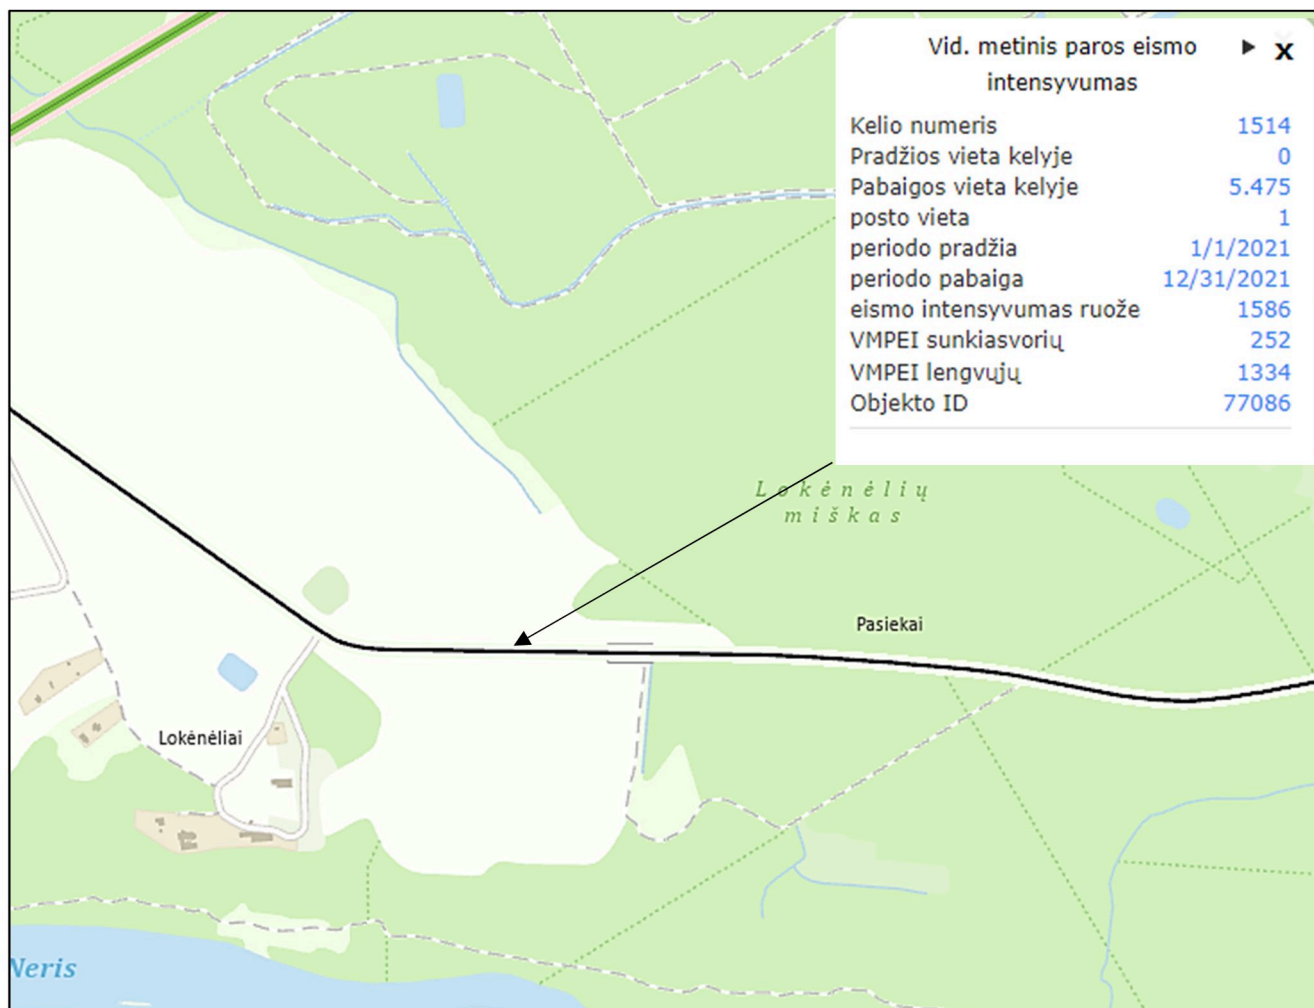 Vid. metinis paros eismo ▶ x
intensyvumas
Kelio numeris 1514
Pradžios vieta kelyje 0
Pabaigos vieta kelyje 5.475
posto vieta 1
periodo pradžia 1/1/2021
periodo pabaiga 12/31/2021
eismo intensyvumas ruože 1586
VMPEI sunkiasvorių 252
VMPEI lengvųjų 1334
Objekto ID 77086
Lokėnėlių
miškas
Pasiekai
Lokėnėliai
Neris